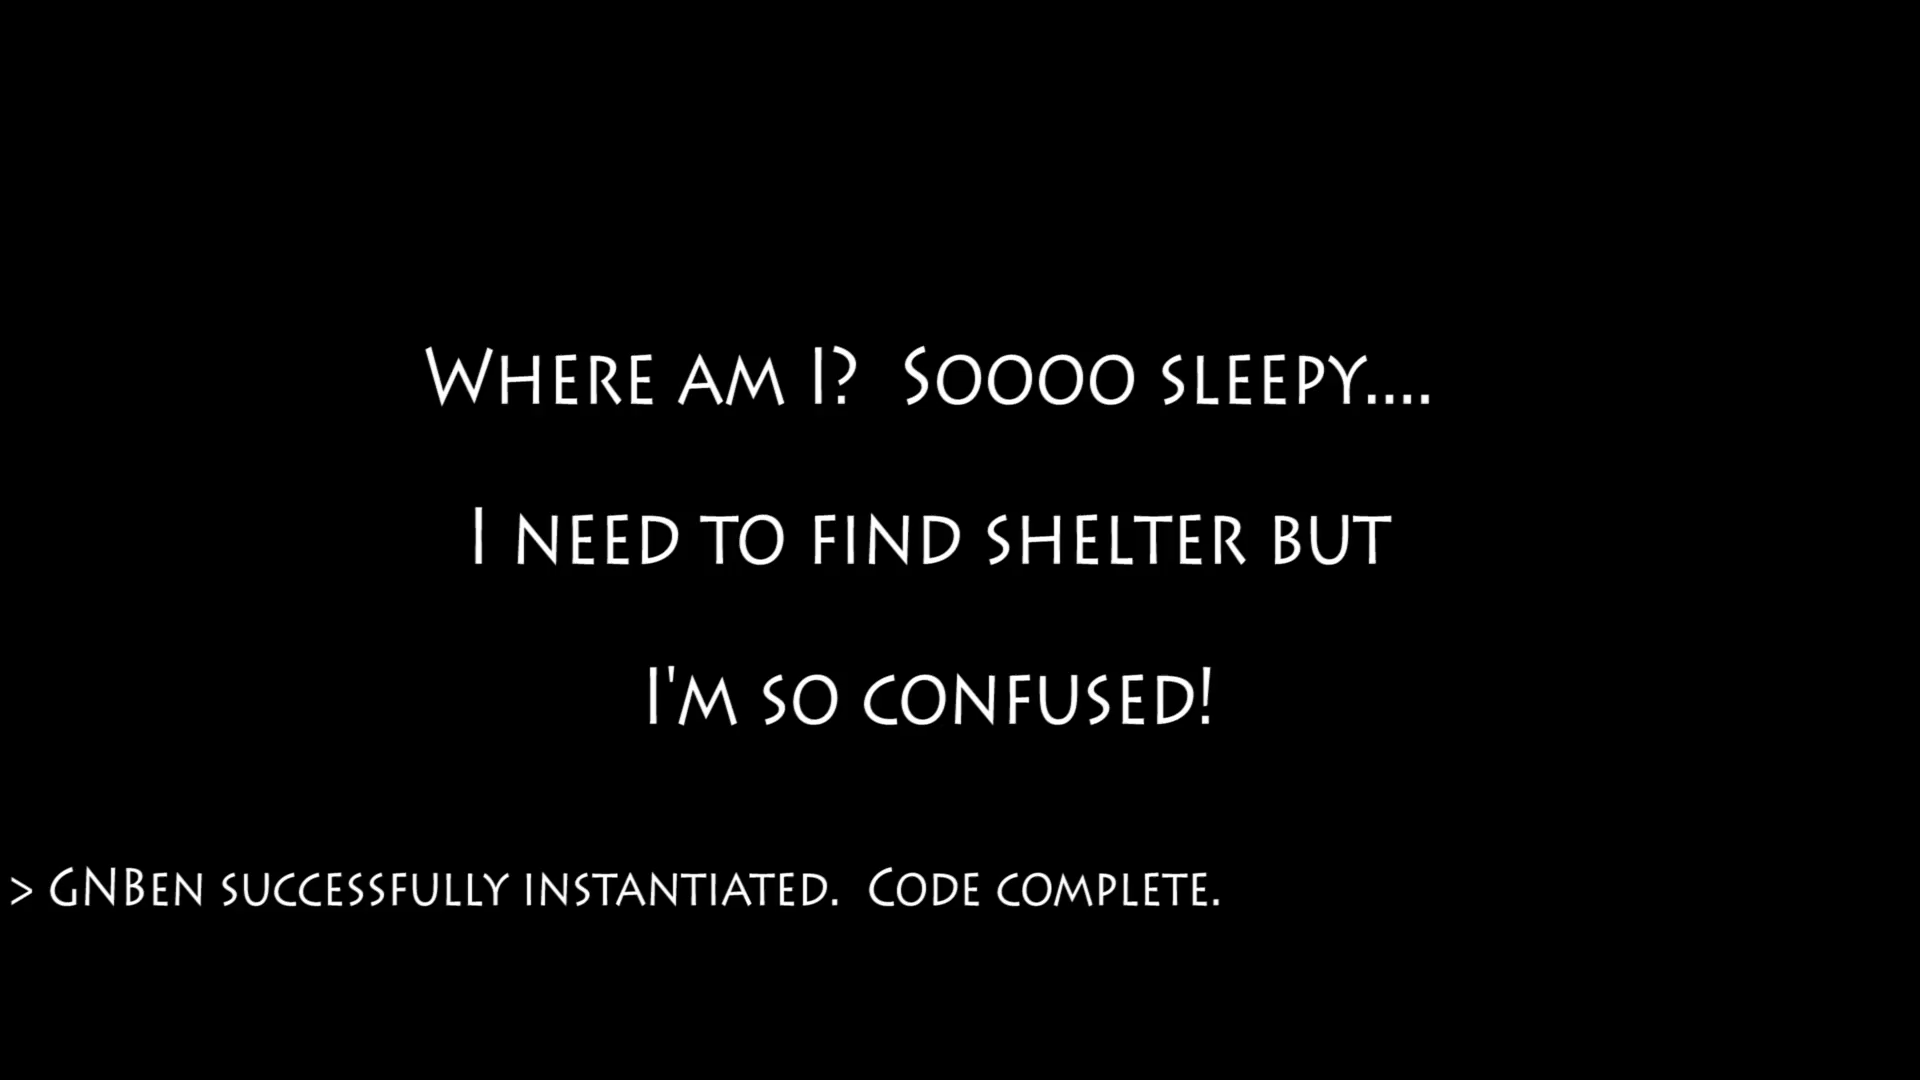 Where am I?  Soooo sleepy....
I need to find shelter but
I'm so confused!
> GNBen successfully instantiated.  Code complete.